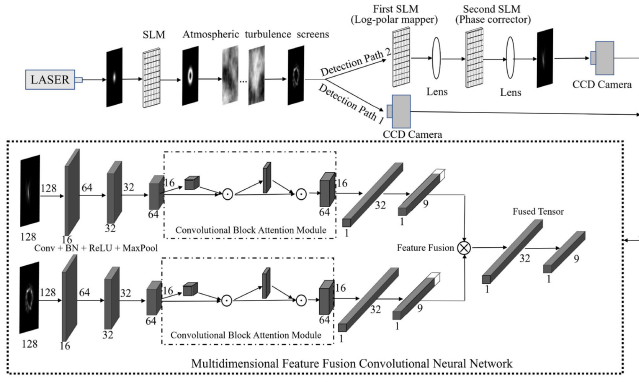 First SLM
(Log-polar mapper)
Second SLM
(Phase corrector)
SLM
Atmospheric turbulence screens
LASER
...
Detection Path 2
Detection Path 1
Lens
Lens
CCD Camera
CCD Camera
128
64
32
16
16
32
9
128
16
32
64
64
1
1
Convolutional Block Attention Module
Conv + BN + ReLU + MaxPool
Feature Fusion
Fused Tensor
32
9
1
1
128
64
32
16
16
32
9
128
16
32
64
64
1
1
Convolutional Block Attention Module
Multidimensional Feature Fusion Convolutional Neural Network